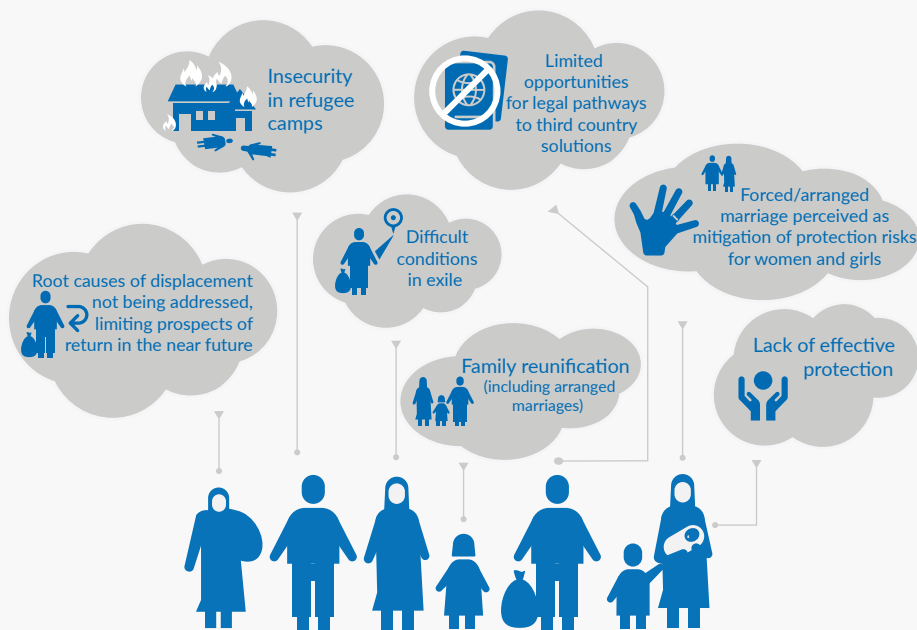 Insecurity
in refugee
camps
Limited
opportunities
for legal pathways
to third country
solutions
Forced/arranged
marriage perceived as
mitigation of protection risks
for women and girls
Difficult
conditions
in exile
Root causes of displacement
not being addressed,
limiting prospects of
return in the near future
Family reunification
(including arranged
marriages)
Lack of effective
protection